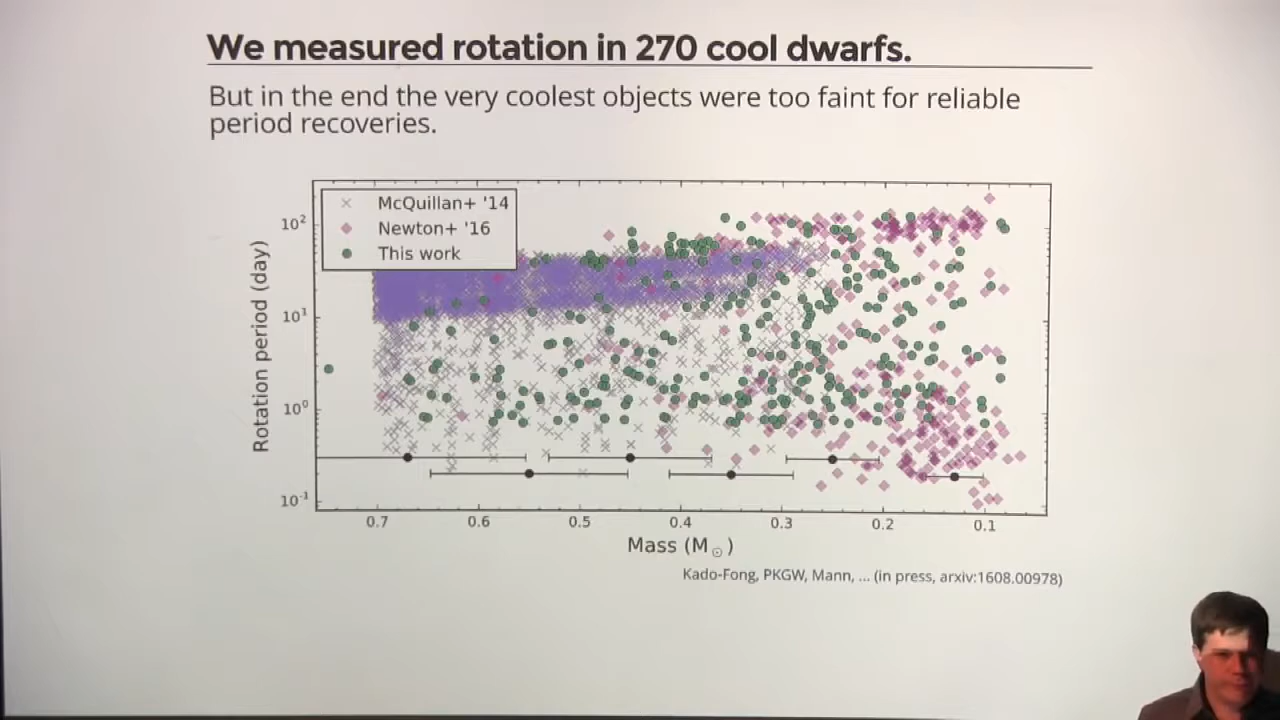 We measured rotation in 270 cool dwarfs.
But in the end the very coolest objects were too faint for reliable
period recoveries.
McQuillan+ '14
Newton+ '16
This work
Rotation period (day)
10²
10¹
10⁰
10⁻¹
0.7 0.6 0.5 0.4 0.3 0.2 0.1
Mass (M☉)
Kado-Fong, PKGW, Mann, ... (in press, arxiv:1608.00978)